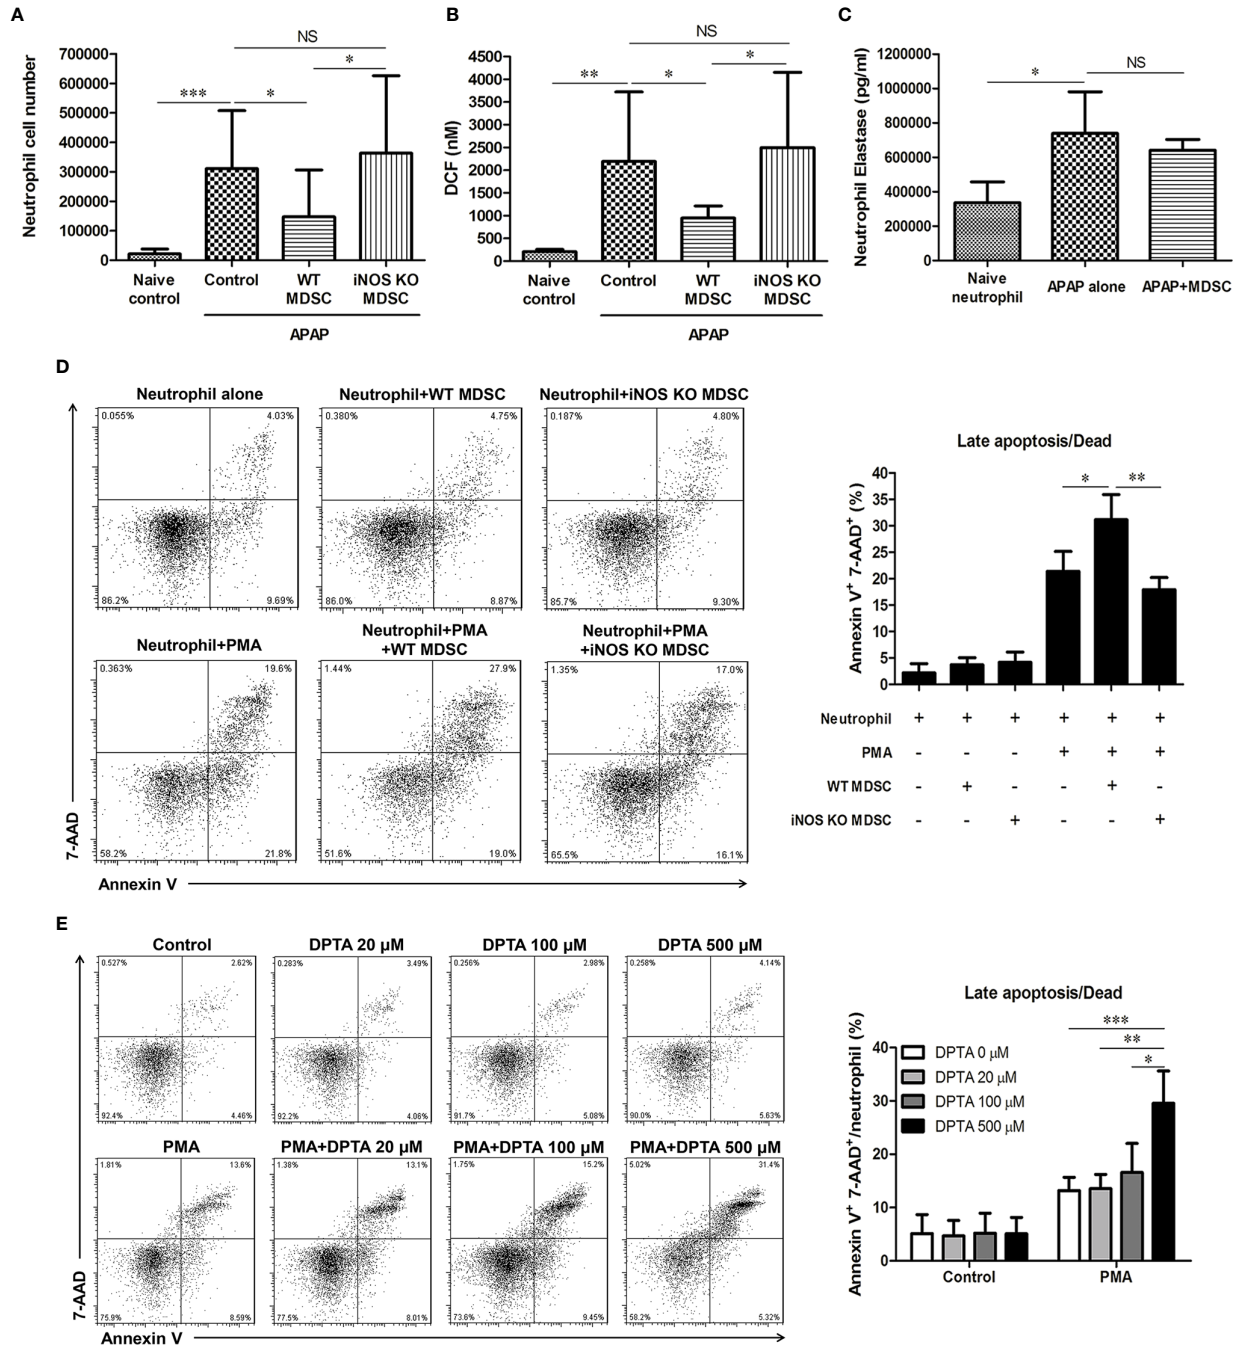 A
Neutrophil cell number
700000
600000
500000
400000
300000
200000
100000
0
NS
*
***
*
Naive control
Control
WT MDSC
iNOS KO MDSC
APAP
B
DCF (nM)
4500
4000
3500
3000
2500
2000
1500
1000
500
0
NS
*
**
*
Naive control
Control
WT MDSC
iNOS KO MDSC
APAP
C
Neutrophil Elastase (pg/ml)
1200000
1000000
800000
600000
400000
200000
0
*
NS
Naive neutrophil
APAP alone
APAP+MDSC
D
Neutrophil alone
0.055%
4.03%
86.2%
9.69%
Neutrophil+WT MDSC
0.380%
4.75%
86.0%
8.87%
Neutrophil+iNOS KO MDSC
0.187%
4.80%
85.7%
9.30%
Neutrophil+PMA
0.363%
19.6%
58.2%
21.8%
Neutrophil+PMA
+WT MDSC
1.44%
27.9%
51.6%
19.0%
Neutrophil+PMA
+iNOS KO MDSC
1.35%
17.0%
65.5%
16.1%
7-AAD
Annexin V
Late apoptosis/Dead
Annexin V+ 7-AAD+ (%)
40
35
30
25
20
15
10
5
0
*
**
Neutrophil + + + + + +
PMA - - - + + +
WT MDSC - + - - + -
iNOS KO MDSC - - + - - +
E
Control
0.527%
2.62%
92.4%
4.46%
DPTA 20 μM
0.283%
3.49%
92.2%
4.06%
DPTA 100 μM
0.256%
2.98%
91.7%
5.08%
DPTA 500 μM
0.258%
4.14%
90.0%
5.63%
PMA
1.81%
13.6%
75.9%
8.59%
PMA+DPTA 20 μM
1.38%
13.1%
77.5%
8.01%
PMA+DPTA 100 μM
1.75%
15.2%
73.6%
9.45%
PMA+DPTA 500 μM
5.02%
31.4%
58.2%
5.32%
7-AAD
Annexin V
Late apoptosis/Dead
Annexin V+ 7-AAD+/neutrophil (%)
40
30
20
10
0
DPTA 0 μM
DPTA 20 μM
DPTA 100 μM
DPTA 500 μM
***
**
*
Control
PMA